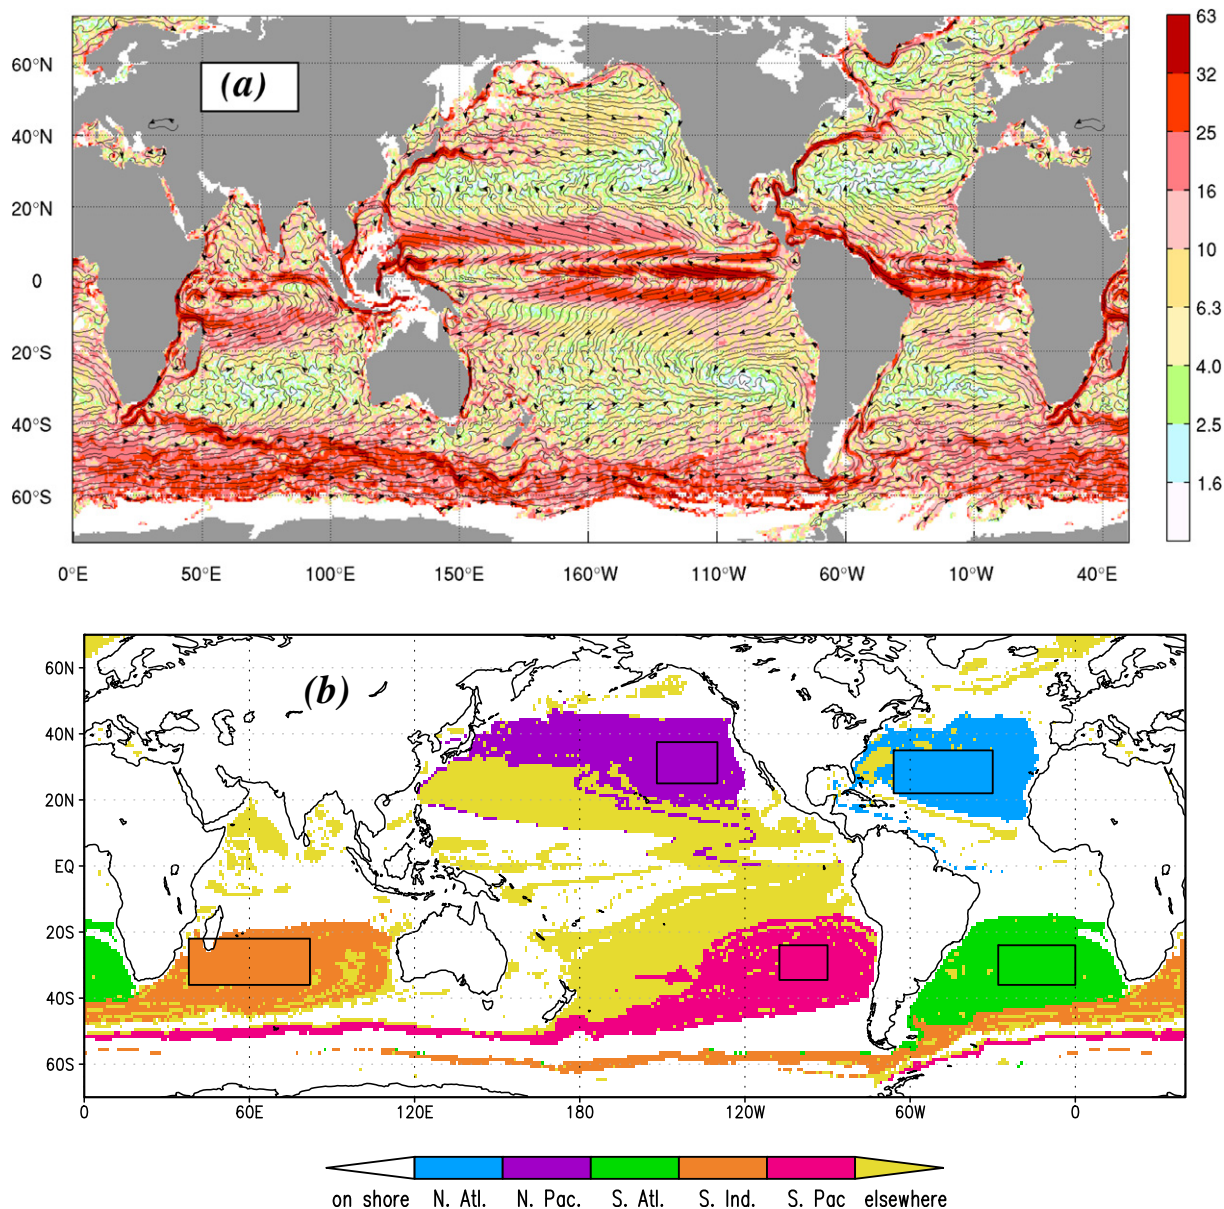 (a)
60°N
40°N
20°N
0
20°S
40°S
60°S
0°E 50°E 100°E 150°E 160°W 110°W 60°W 10°W 40°E
63
32
25
16
10
6.3
4.0
2.5
1.6
(b)
60N
40N
20N
EQ
20S
40S
60S
0 60E 120E 180 120W 60W 0
on shore N. Atl. N. Pac. S. Atl. S. Ind. S. Pac elsewhere